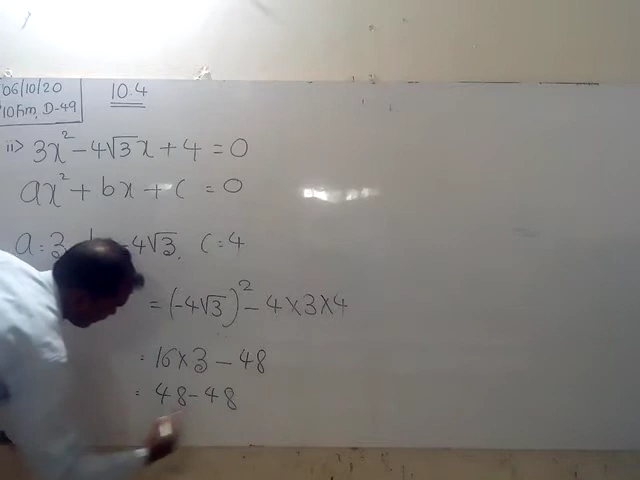 06/10/20
10Fm, D-49
10.4
ii> 3x² - 4√3x + 4 = 0
ax² + bx + c = 0
a = 3 -4√3, c = 4
= (-4√3)² - 4 × 3 × 4
= 16 × 3 - 48
= 48 - 48